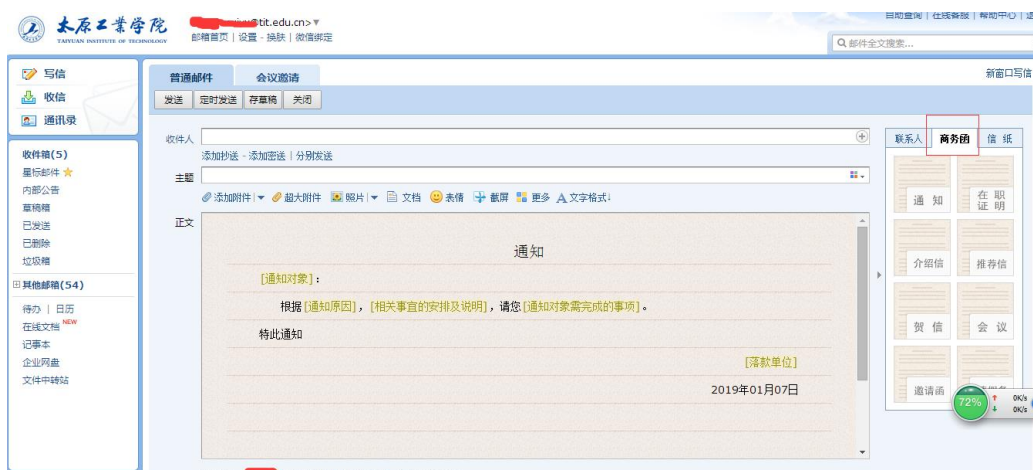 太原工业学院
TAIYUAN INSTITUTE OF TECHNOLOGY
@tit.edu.cn>▼
邮箱首页 | 设置 - 换肤 | 微信绑定
自助查询 | 在线客服 | 帮助中心 |
邮件全文搜索...
写信
收信
通讯录
收件箱(5)
星标邮件
内部公告
草稿箱
已发送
已删除
垃圾箱
其他邮箱(54)
待办 | 日历
在线文档 NEW
记事本
企业网盘
文件中转站
普通邮件 会议邀请
新窗口写信
发送 定时发送 存草稿 关闭
收件人
添加抄送 - 添加密送 | 分别发送
主题
添加附件 | ▼ 超大附件 照片 | ▼ 文档 表情 截屏 更多 A 文字格式↓
正文
通知
[通知对象]：
根据[通知原因]，[相关事宜的安排及说明]，请您[通知对象需完成的事项]。
特此通知
[落款单位]
2019年01月07日
联系人 商务函 信 纸
通 知
在 职
证 明
介绍信
推荐信
贺 信
会 议
邀请函
72%
0K/s
0K/s